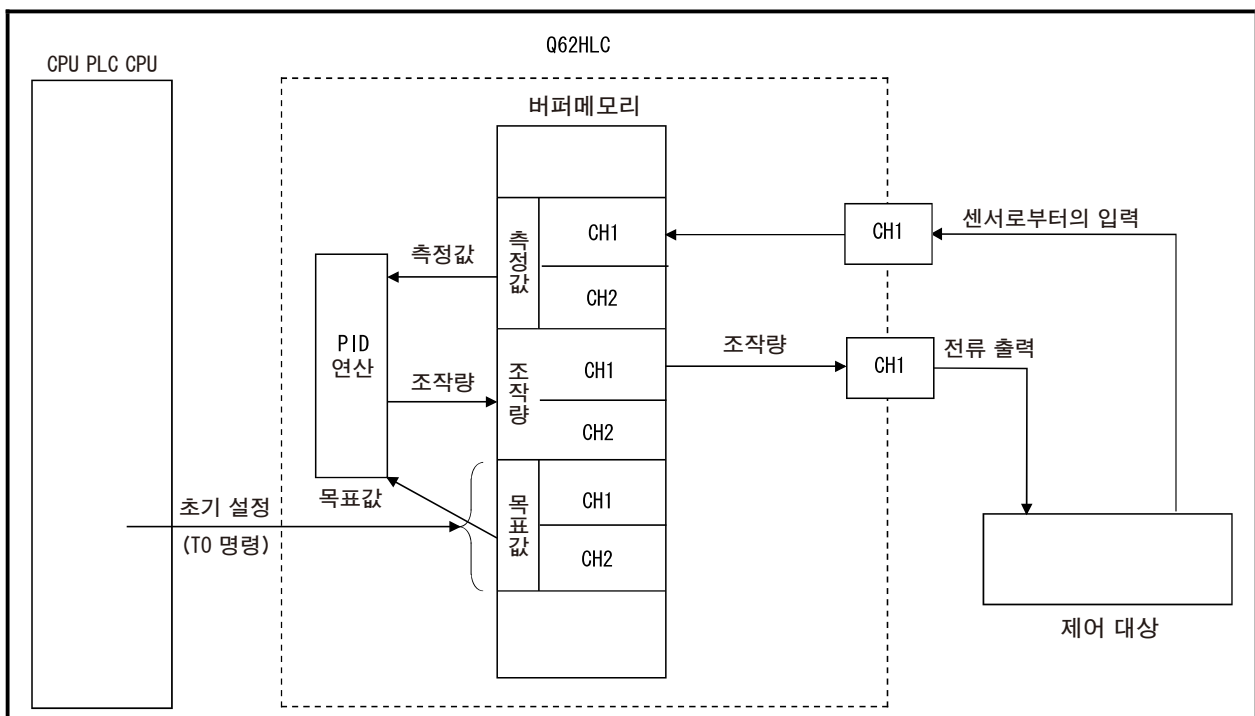 Q62HLC
CPU PLC CPU
버퍼메모리
측정값
CH1
CH2
CH1
센서로부터의 입력
측정값
PID
연산
조작량
조작량
CH1
CH2
조작량
CH1
전류 출력
목표값
초기 설정
(TO 명령)
목표값
CH1
CH2
제어 대상